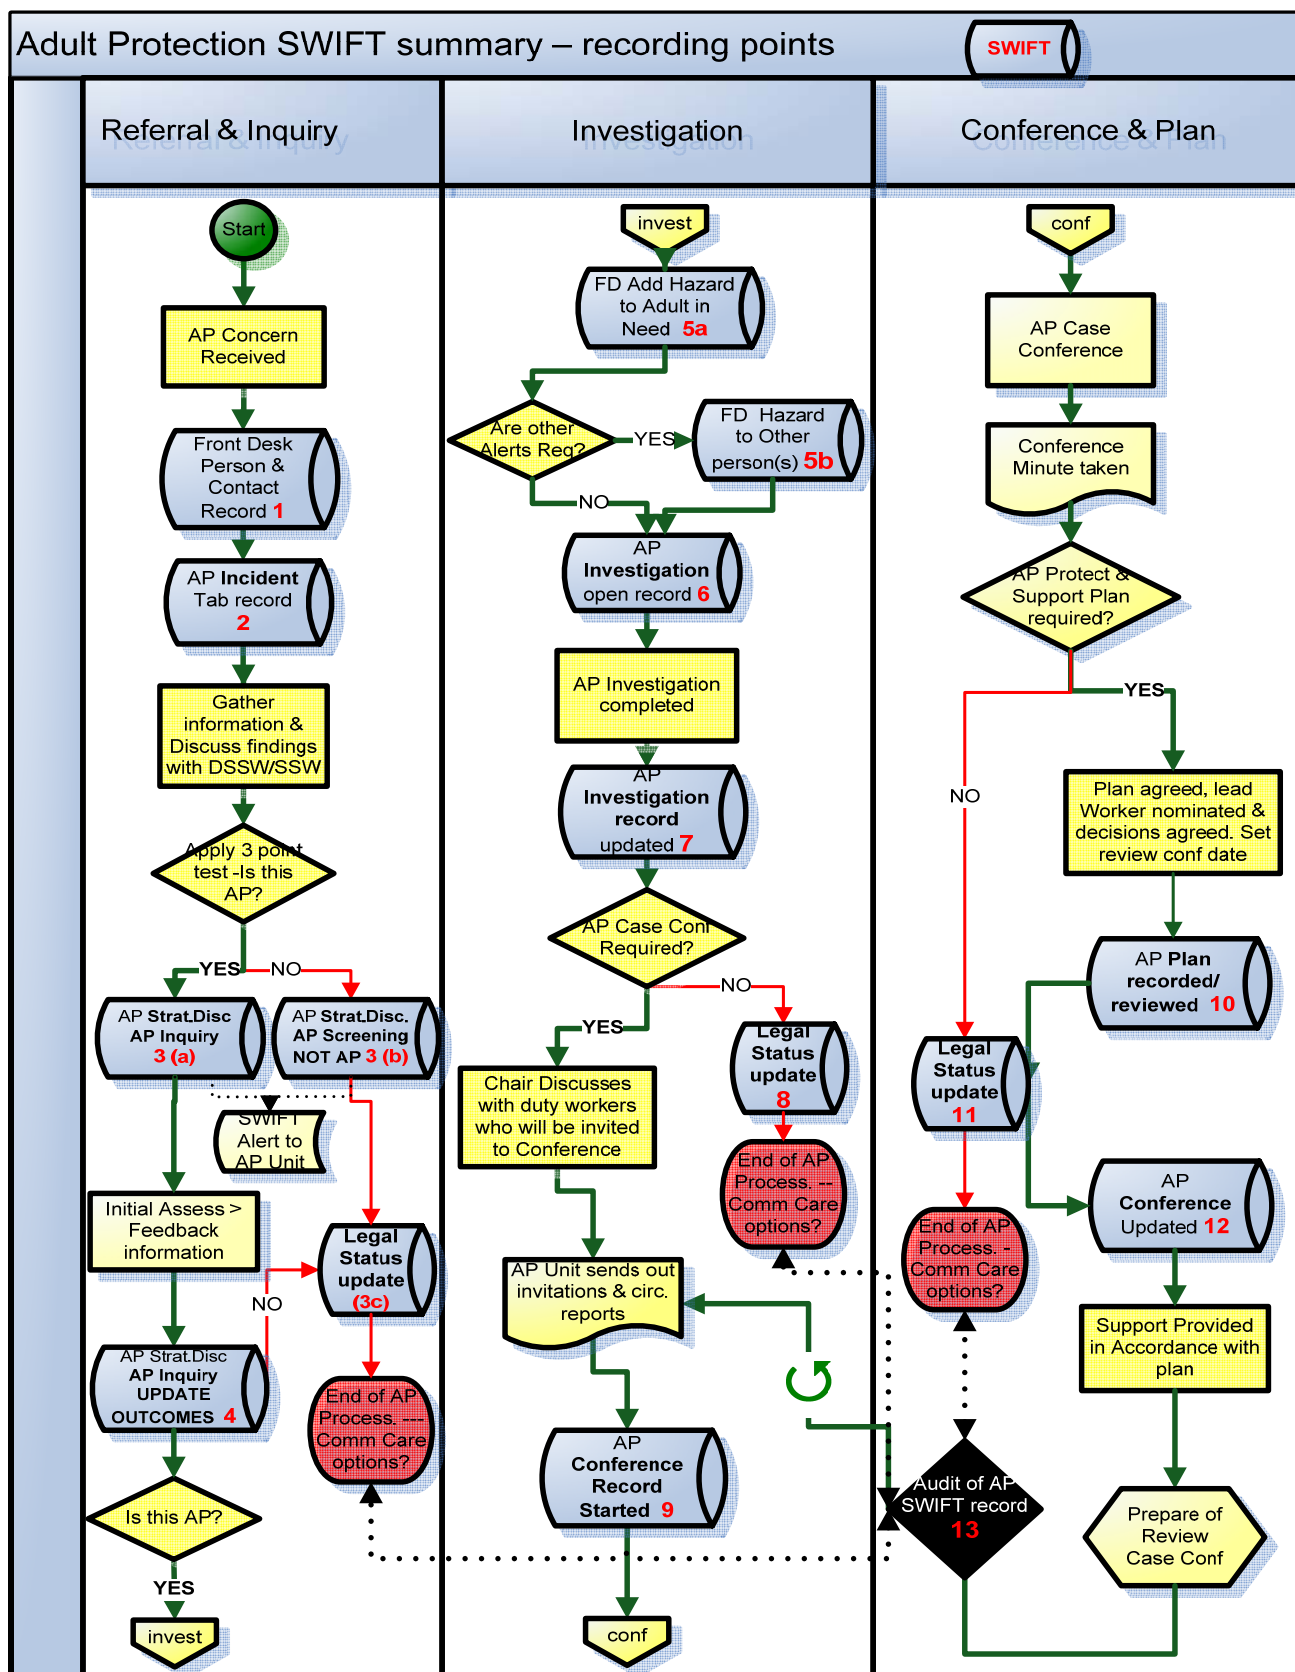 Adult Protection SWIFT summary – recording points
SWIFT
Referral & Inquiry
Investigation
Conference & Plan
Start
AP Concern
Received
Front Desk
Person &
Contact
Record 1
AP Incident
Tab record
2
Gather
information &
Discuss findings
with DSSW/SSW
Apply 3 point
test -Is this
AP?
YES
NO
AP Strat.Disc
AP Inquiry
3 (a)
AP Strat.Disc.
AP Screening
NOT AP 3 (b)
SWIFT
Alert to
AP Unit
Initial Assess >
Feedback
information
NO
Legal
Status
update
(3c)
AP Strat.Disc
AP Inquiry
UPDATE
OUTCOMES 4
End of AP
Process. ---
Comm Care
options?
Is this AP?
YES
invest
invest
FD Add Hazard
to Adult in
Need 5a
Are other
Alerts Req?
YES
FD Hazard
to Other
person(s) 5b
NO
AP
Investigation
open record 6
AP Investigation
completed
AP
Investigation
record
updated 7
AP Case Conf
Required?
NO
YES
Legal
Status
update
8
Chair Discusses
with duty workers
who will be invited
to Conference
End of AP
Process. --
Comm Care
options?
AP Unit sends out
invitations & circ.
reports
AP
Conference
Record
Started 9
conf
conf
AP Case
Conference
Conference
Minute taken
AP Protect &
Support Plan
required?
YES
NO
Plan agreed, lead
Worker nominated &
decisions agreed. Set
review conf date
AP Plan
recorded/
reviewed 10
Legal
Status
update
11
AP
Conference
Updated 12
End of AP
Process. -
Comm Care
options?
Support Provided
in Accordance with
plan
Audit of AP
SWIFT record
13
Prepare of
Review
Case Conf